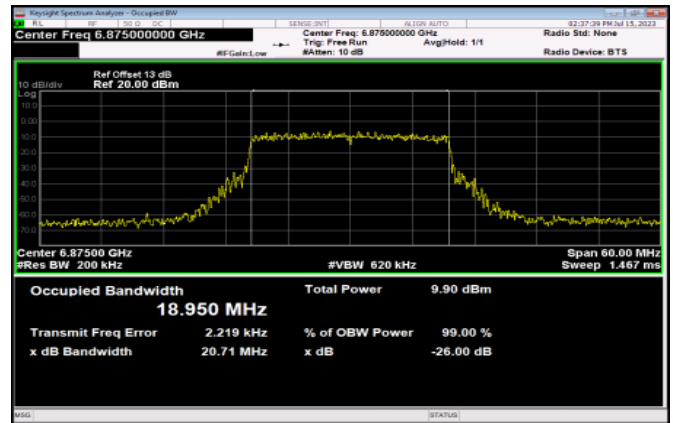 Keysight Spectrum Analyzer - Occupied BW
RL RF 50 Ω DC SENSE:INT ALIGN AUTO 02:37:39 PM Jul 15, 2023
Center Freq 6.875000000 GHz Center Freq: 6.875000000 GHz Radio Std: None
Trig: Free Run Avg|Hold: 1/1
#IFGain:Low #Atten: 10 dB Radio Device: BTS
Ref Offset 13 dB
10 dB/div Ref 20.00 dBm
Log
10.0
0.00
-10.0
-20.0
-30.0
-40.0
-50.0
-60.0
-70.0
Center 6.87500 GHz Span 60.00 MHz
#Res BW 200 kHz #VBW 620 kHz Sweep 1.467 ms
Occupied Bandwidth Total Power 9.90 dBm
18.950 MHz
Transmit Freq Error 2.219 kHz % of OBW Power 99.00 %
x dB Bandwidth 20.71 MHz x dB -26.00 dB
MSG STATUS